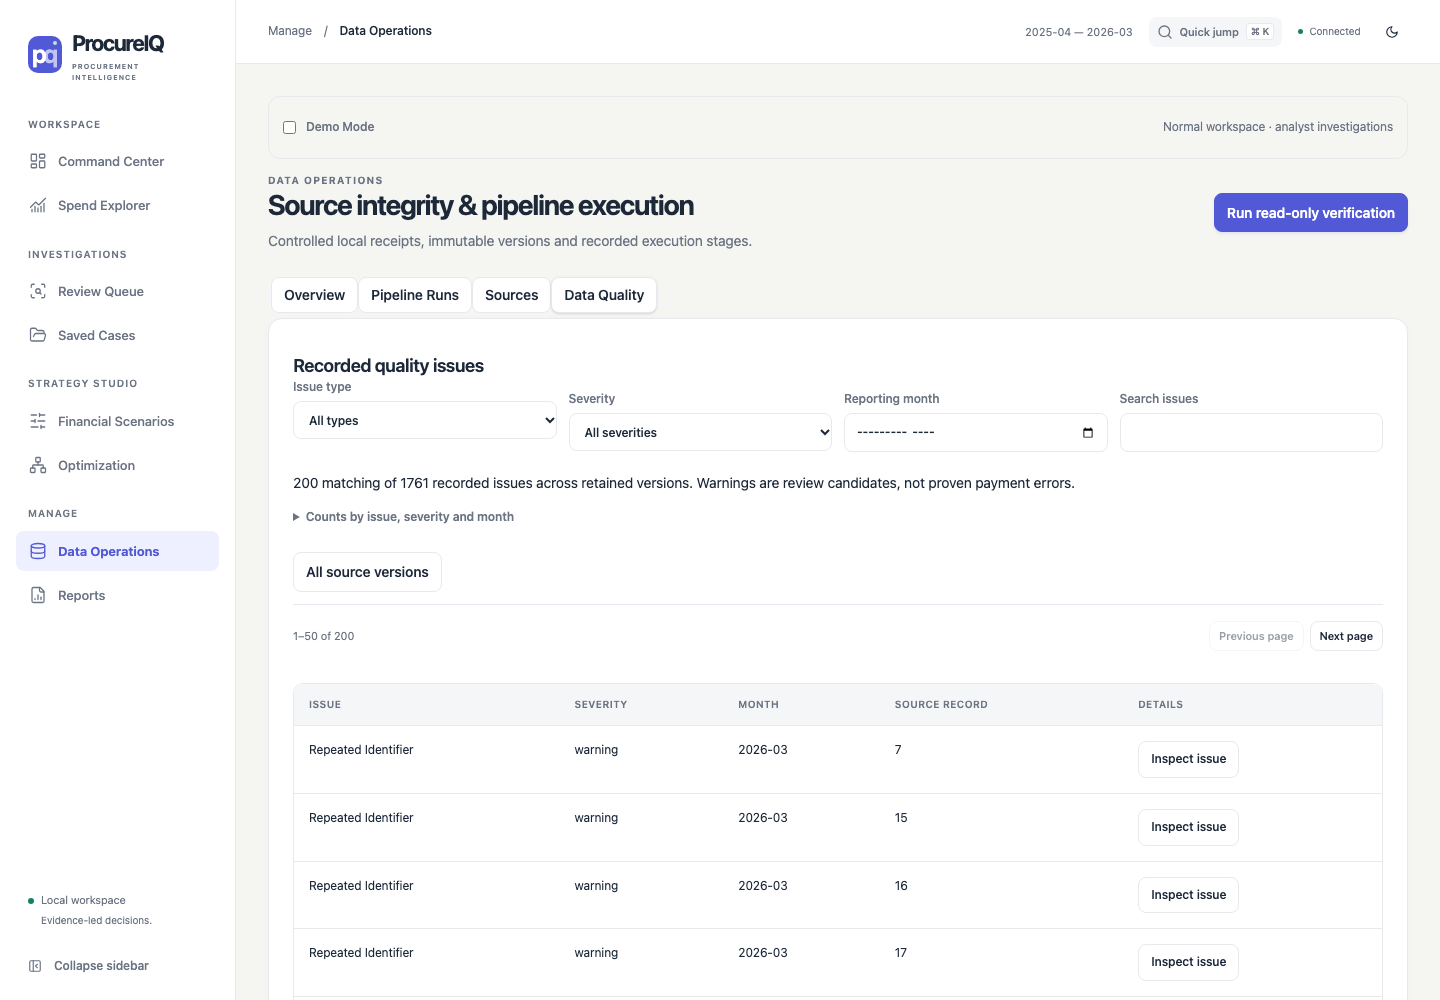 pq ProcureIQ
PROCUREMENT
INTELLIGENCE
WORKSPACE
Command Center
Spend Explorer
INVESTIGATIONS
Review Queue
Saved Cases
STRATEGY STUDIO
Financial Scenarios
Optimization
MANAGE
Data Operations
Reports
Local workspace
Evidence-led decisions.
Collapse sidebar
Manage / Data Operations
2025-04 — 2026-03 Quick jump ⌘ K Connected
Demo Mode Normal workspace · analyst investigations
DATA OPERATIONS
Source integrity & pipeline execution
Run read-only verification
Controlled local receipts, immutable versions and recorded execution stages.
Overview Pipeline Runs Sources Data Quality
Recorded quality issues
Issue type Severity Reporting month Search issues
All types All severities --------- ----
200 matching of 1761 recorded issues across retained versions. Warnings are review candidates, not proven payment errors.
Counts by issue, severity and month
All source versions
1–50 of 200 Previous page Next page
ISSUE SEVERITY MONTH SOURCE RECORD DETAILS
Repeated Identifier warning 2026-03 7 Inspect issue
Repeated Identifier warning 2026-03 15 Inspect issue
Repeated Identifier warning 2026-03 16 Inspect issue
Repeated Identifier warning 2026-03 17 Inspect issue